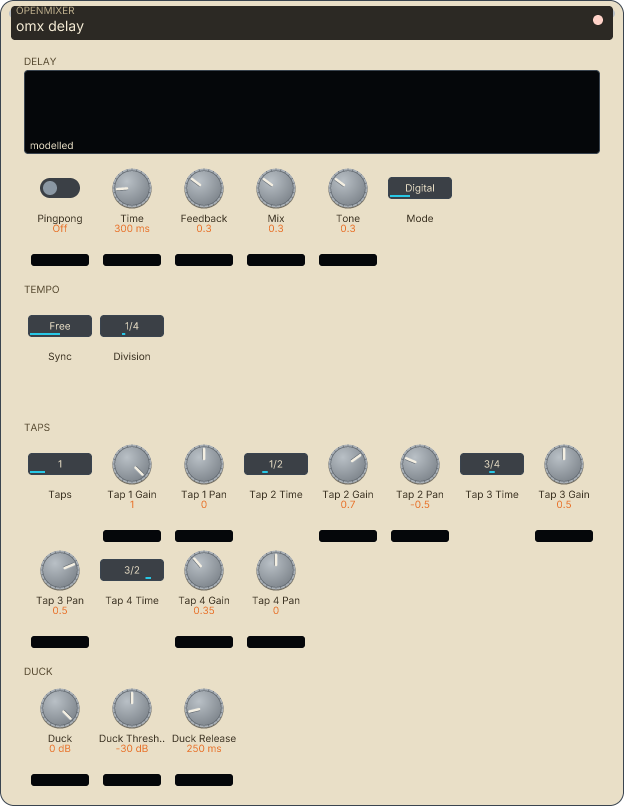 OPENMIXER
omx delay
DELAY
modelled
Digital
Pingpong Time Feedback Mix Tone Mode
Off 300 ms 0.3 0.3 0.3
TEMPO
Free 1/4
Sync Division
TAPS
1 1/2 3/4
Taps Tap 1 Gain Tap 1 Pan Tap 2 Time Tap 2 Gain Tap 2 Pan Tap 3 Time Tap 3 Gain
1 0 0.7 -0.5 0.5
3/2
Tap 3 Pan Tap 4 Time Tap 4 Gain Tap 4 Pan
0.5 0.35 0
DUCK
Duck Duck Thresh.. Duck Release
0 dB -30 dB 250 ms